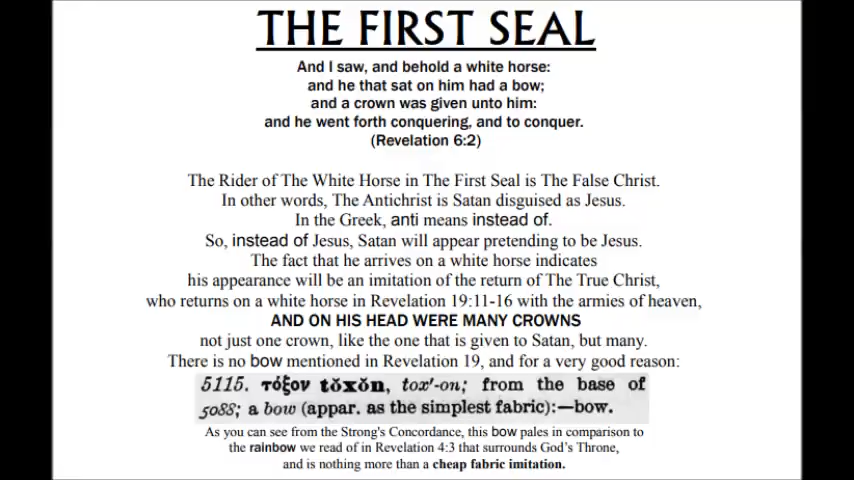 THE FIRST SEAL
And I saw, and behold a white horse:
and he that sat on him had a bow;
and a crown was given unto him:
and he went forth conquering, and to conquer.
(Revelation 6:2)
The Rider of The White Horse in The First Seal is The False Christ.
In other words, The Antichrist is Satan disguised as Jesus.
In the Greek, anti means instead of.
So, instead of Jesus, Satan will appear pretending to be Jesus.
The fact that he arrives on a white horse indicates
his appearance will be an imitation of the return of The True Christ,
who returns on a white horse in Revelation 19:11-16 with the armies of heaven,
AND ON HIS HEAD WERE MANY CROWNS
not just one crown, like the one that is given to Satan, but many.
There is no bow mentioned in Revelation 19, and for a very good reason:
5115. τόξον tŏxŏn, tox'-on; from the base of
5088; a bow (appar. as the simplest fabric):—bow.
As you can see from the Strong's Concordance, this bow pales in comparison to
the rainbow we read of in Revelation 4:3 that surrounds God's Throne,
and is nothing more than a cheap fabric imitation.